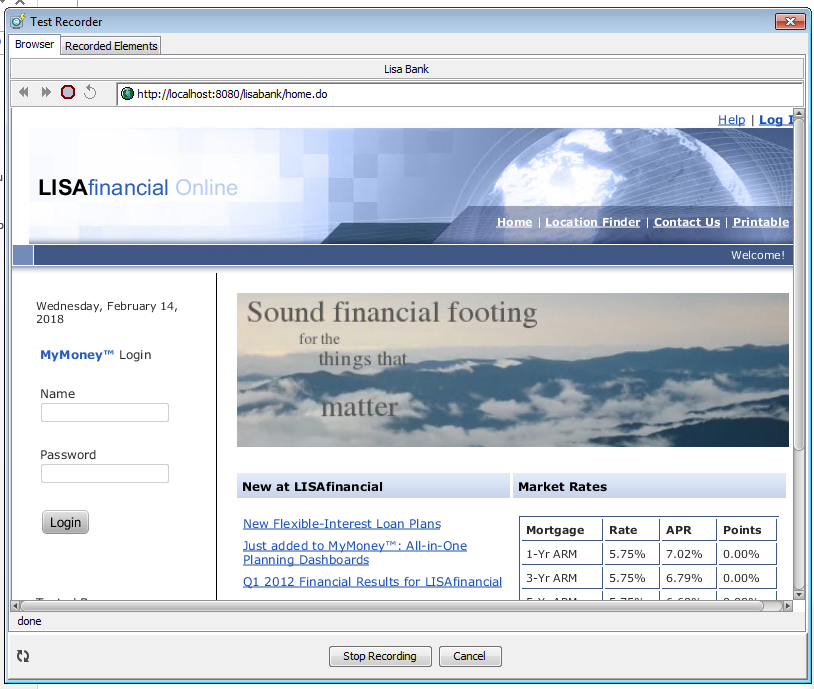 Test Recorder
Browser Recorded Elements
Lisa Bank
http://localhost:8080/lisabank/home.do
Help | Log I
LISAfinancial Online
Home | Location Finder | Contact Us | Printable
Welcome!
Wednesday, February 14,
2018
MyMoney™ Login
Name
Password
Login
Sound financial footing
for the
things that
matter
New at LISAfinancial
New Flexible-Interest Loan Plans
Just added to MyMoney™: All-in-One
Planning Dashboards
Q1 2012 Financial Results for LISAfinancial
Market Rates
Mortgage Rate APR Points
1-Yr ARM 5.75% 7.02% 0.00%
3-Yr ARM 5.75% 6.79% 0.00%
done
Stop Recording Cancel